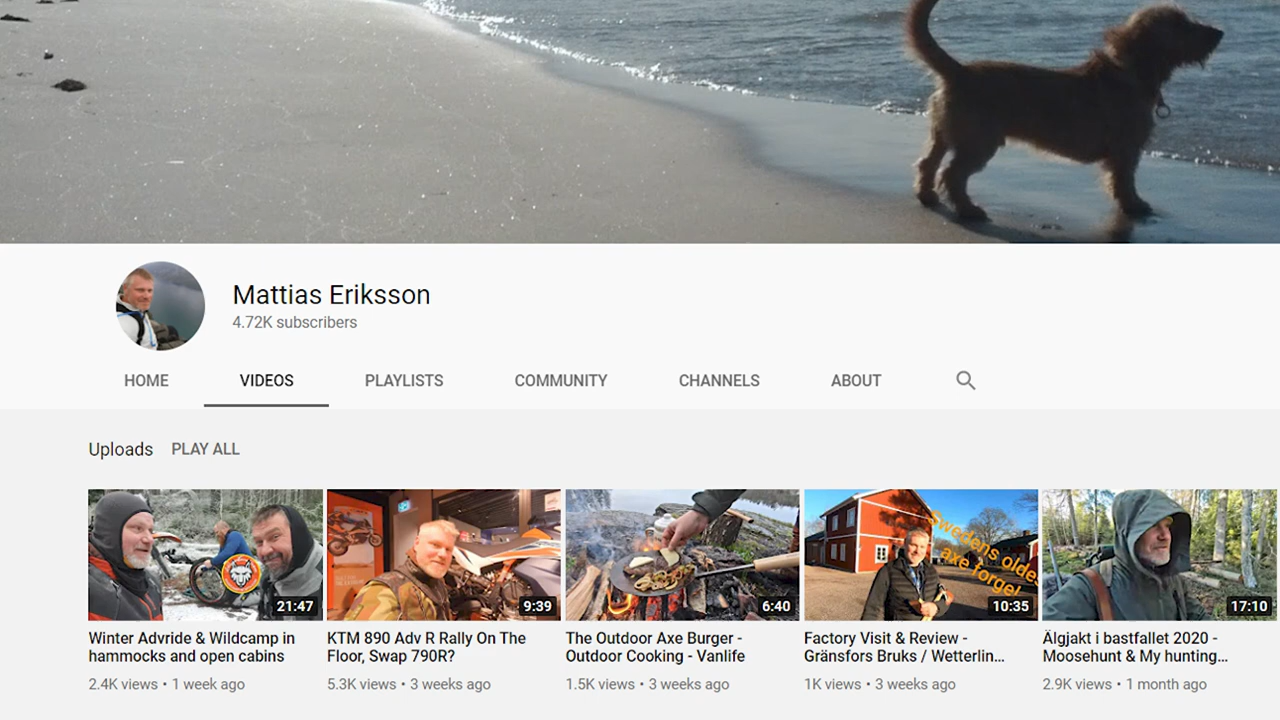 Mattias Eriksson
4.72K subscribers
HOME
VIDEOS
PLAYLISTS
COMMUNITY
CHANNELS
ABOUT
Uploads PLAY ALL
21:47
Winter Advride & Wildcamp in
hammocks and open cabins
2.4K views • 1 week ago
9:39
KTM 890 Adv R Rally On The
Floor, Swap 790R?
5.3K views • 3 weeks ago
6:40
The Outdoor Axe Burger -
Outdoor Cooking - Vanlife
1.5K views • 3 weeks ago
Swedens oldes
axe forge!
10:35
Factory Visit & Review -
Gränsfors Bruks / Wetterlin...
1K views • 3 weeks ago
17:10
Älgjakt i bastfallet 2020 -
Moosehunt & My hunting...
2.9K views • 1 month ago